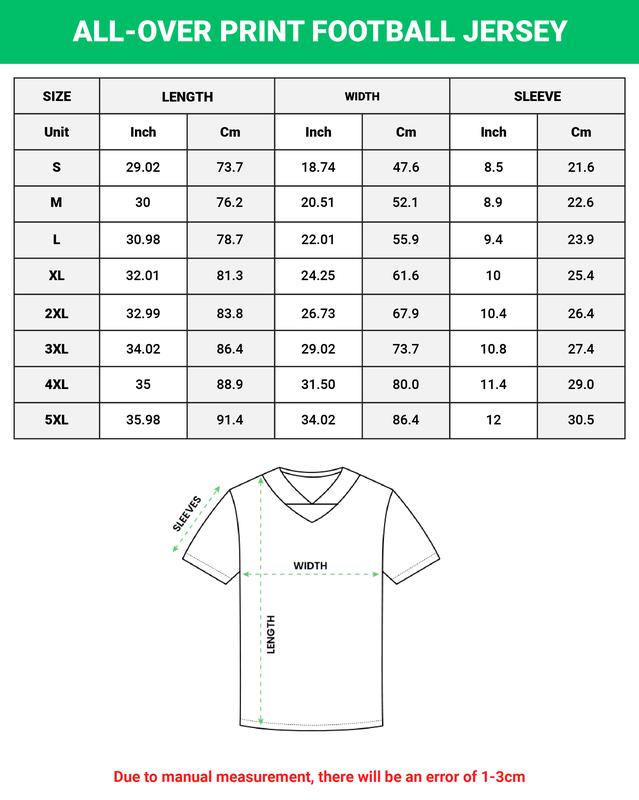 ALL-OVER PRINT FOOTBALL JERSEY
SIZE LENGTH WIDTH SLEEVE
Unit Inch Cm Inch Cm Inch Cm
S 29.02 73.7 18.74 47.6 8.5 21.6
M 30 76.2 20.51 52.1 8.9 22.6
L 30.98 78.7 22.01 55.9 9.4 23.9
XL 32.01 81.3 24.25 61.6 10 25.4
2XL 32.99 83.8 26.73 67.9 10.4 26.4
3XL 34.02 86.4 29.02 73.7 10.8 27.4
4XL 35 88.9 31.50 80.0 11.4 29.0
5XL 35.98 91.4 34.02 86.4 12 30.5
SLEEVES
WIDTH
LENGTH
Due to manual measurement, there will be an error of 1-3cm